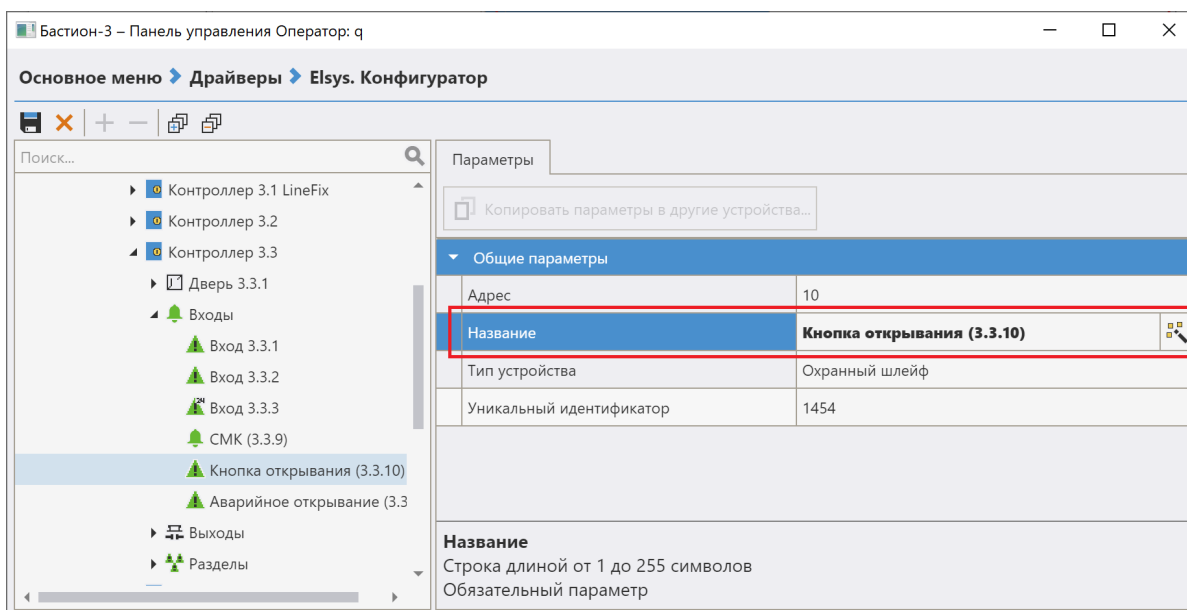 Бастион-3 – Панель управления Оператор: q
Основное меню Драйверы Elsys. Конфигуратор
Поиск...
Контроллер 3.1 LineFix
Контроллер 3.2
Контроллер 3.3
Дверь 3.3.1
Входы
Вход 3.3.1
Вход 3.3.2
24
Вход 3.3.3
СМК (3.3.9)
Кнопка открывания (3.3.10)
Аварийное открывание (3.3
Выходы
Разделы
Параметры
Копировать параметры в другие устройства...
Общие параметры
Адрес 10
Название Кнопка открывания (3.3.10)
Тип устройства Охранный шлейф
Уникальный идентификатор 1454
Название
Строка длиной от 1 до 255 символов
Обязательный параметр